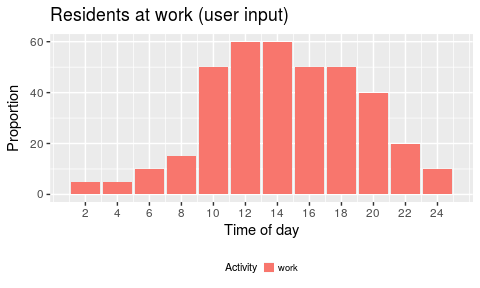 Residents at work (user input)
60
40
20
0
Proportion
2 4 6 8 10 12 14 16 18 20 22 24
Time of day
Activity work